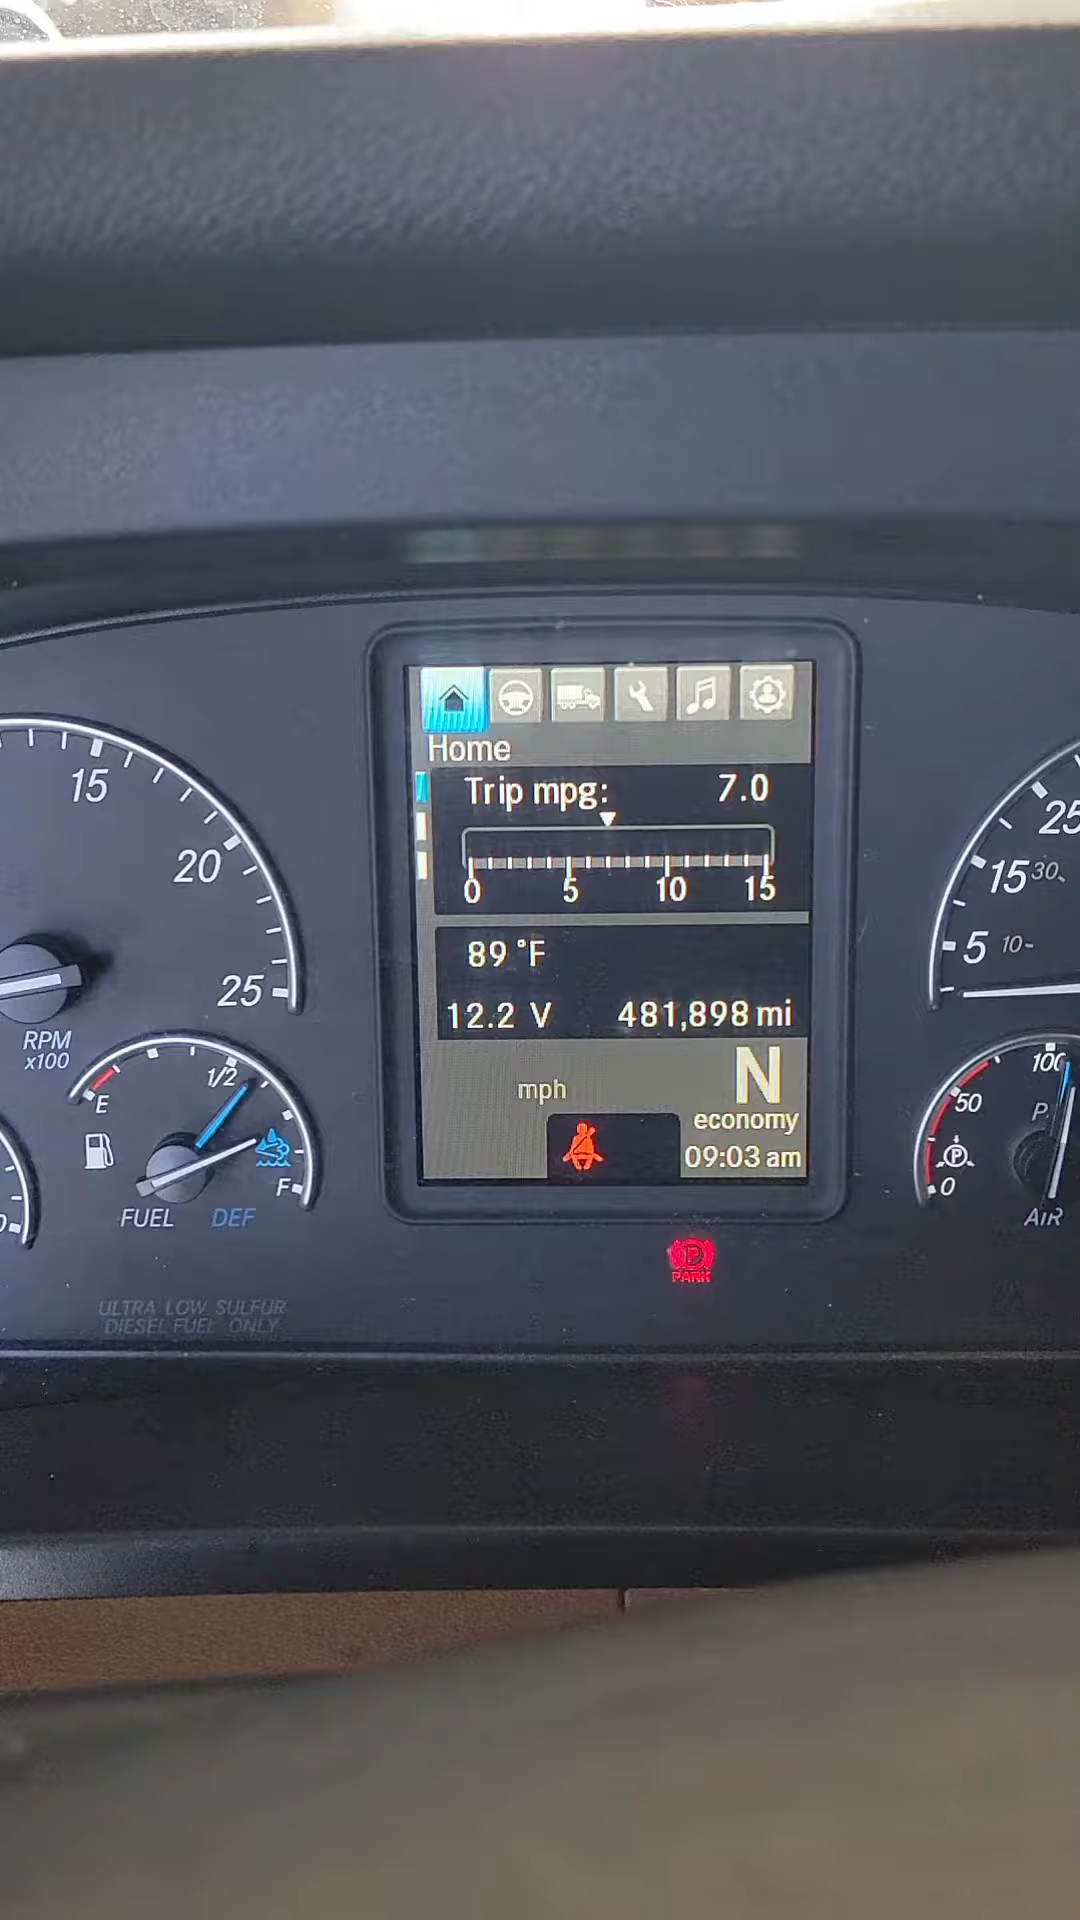 Home
Trip mpg: 7.0
0 5 10 15
89 °F
12.2 V 481,898 mi
mph N
economy
09:03 am
15
20
25
RPM
x100
E 1/2 F
FUEL DEF
ULTRA LOW SULFUR
DIESEL FUEL ONLY
PARK
25
15 30
5 10
100
50
0
P
AIR